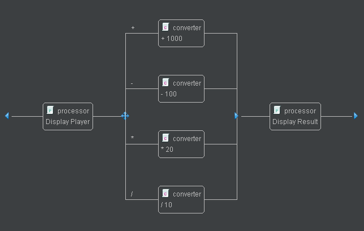 +
converter
+ 1000
-
converter
- 100
processor
Display Player
processor
Display Result
*
converter
* 20
/
converter
/ 10